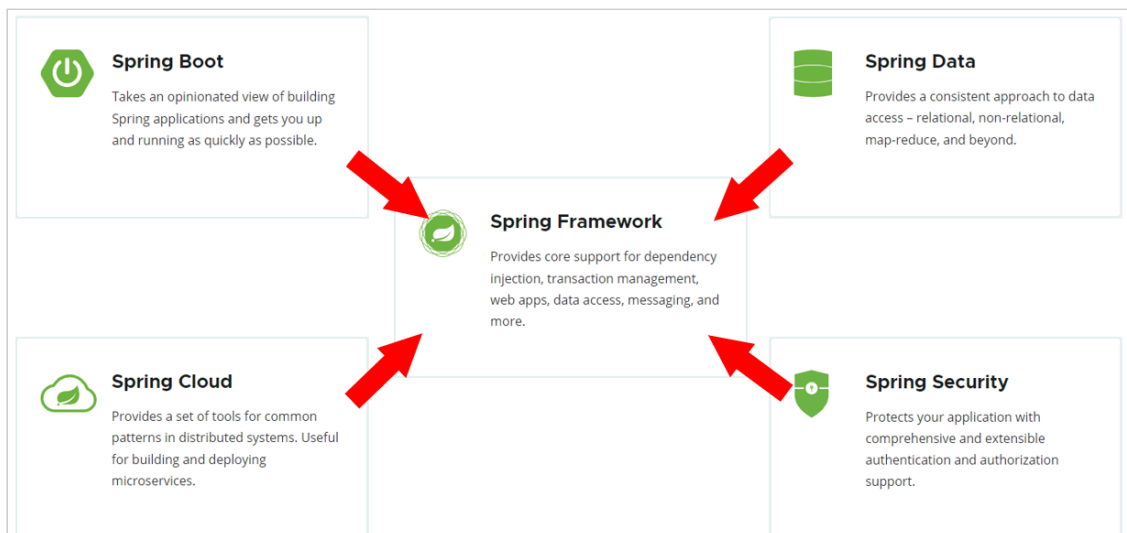 Spring Boot
Takes an opinionated view of building
Spring applications and gets you up
and running as quickly as possible.
Spring Data
Provides a consistent approach to data
access – relational, non-relational,
map-reduce, and beyond.
Spring Framework
Provides core support for dependency
injection, transaction management,
web apps, data access, messaging, and
more.
Spring Cloud
Provides a set of tools for common
patterns in distributed systems. Useful
for building and deploying
microservices.
Spring Security
Protects your application with
comprehensive and extensible
authentication and authorization
support.